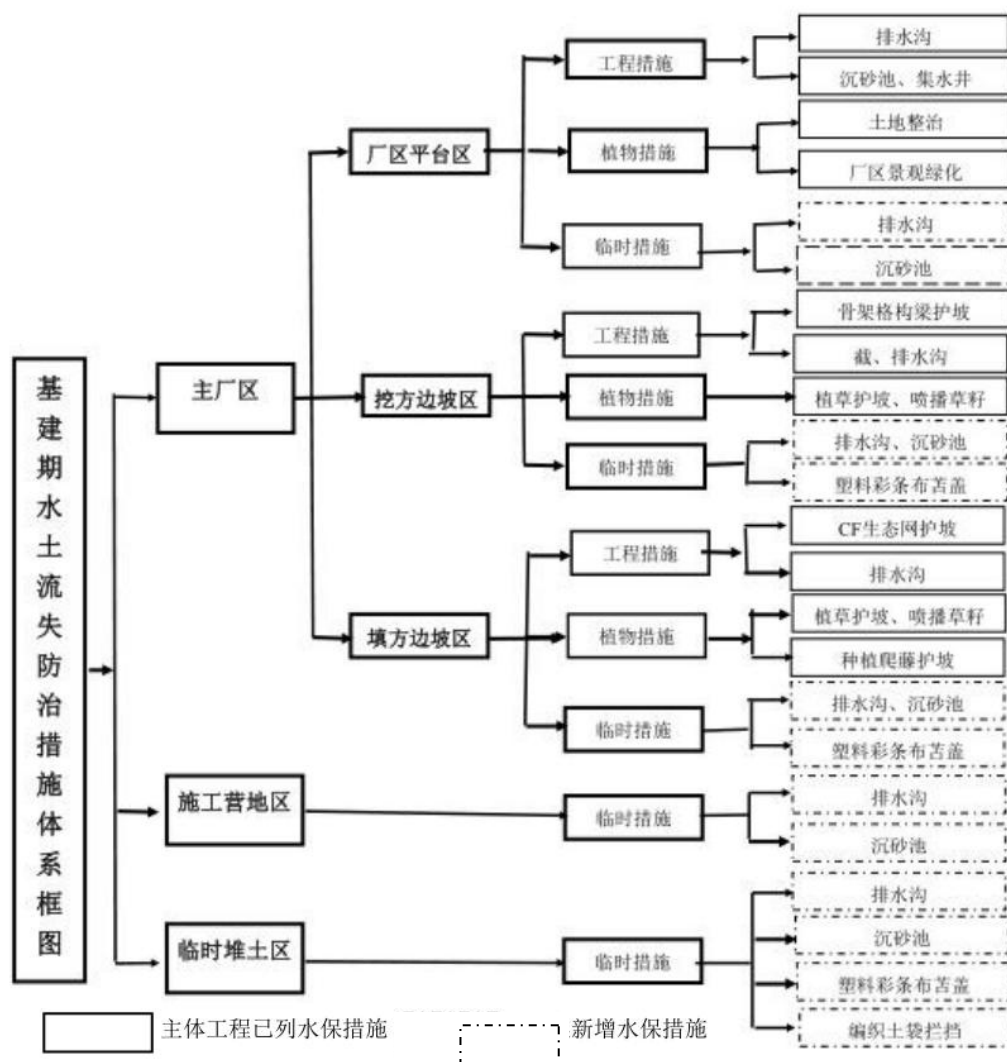 基建期水土流失防治措施体系框图
主厂区
厂区平台区
工程措施
排水沟
沉砂池、集水井
植物措施
土地整治
厂区景观绿化
临时措施
排水沟
沉砂池
挖方边坡区
工程措施
骨架格构梁护坡
截、排水沟
植物措施
植草护坡、喷播草籽
临时措施
排水沟、沉砂池
塑料彩条布苫盖
填方边坡区
工程措施
CF生态网护坡
排水沟
植物措施
植草护坡、喷播草籽
种植爬藤护坡
临时措施
排水沟、沉砂池
塑料彩条布苫盖
施工营地区
临时措施
排水沟
沉砂池
临时堆土区
临时措施
排水沟
沉砂池
塑料彩条布苫盖
编织土袋拦挡
主体工程已列水保措施
新增水保措施